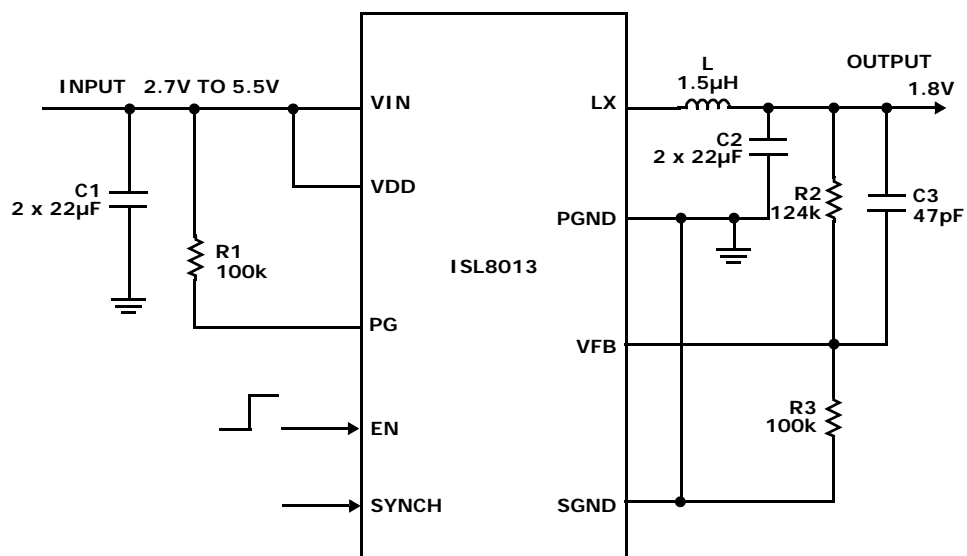 INPUT 2.7V TO 5.5V
VIN
VDD
C1
2 x 22µF
R1
100k
PG
EN
SYNCH
ISL8013
LX
L
1.5µH
OUTPUT
1.8V
C2
2 x 22µF
PGND
R2
124k
C3
47pF
VFB
R3
100k
SGND